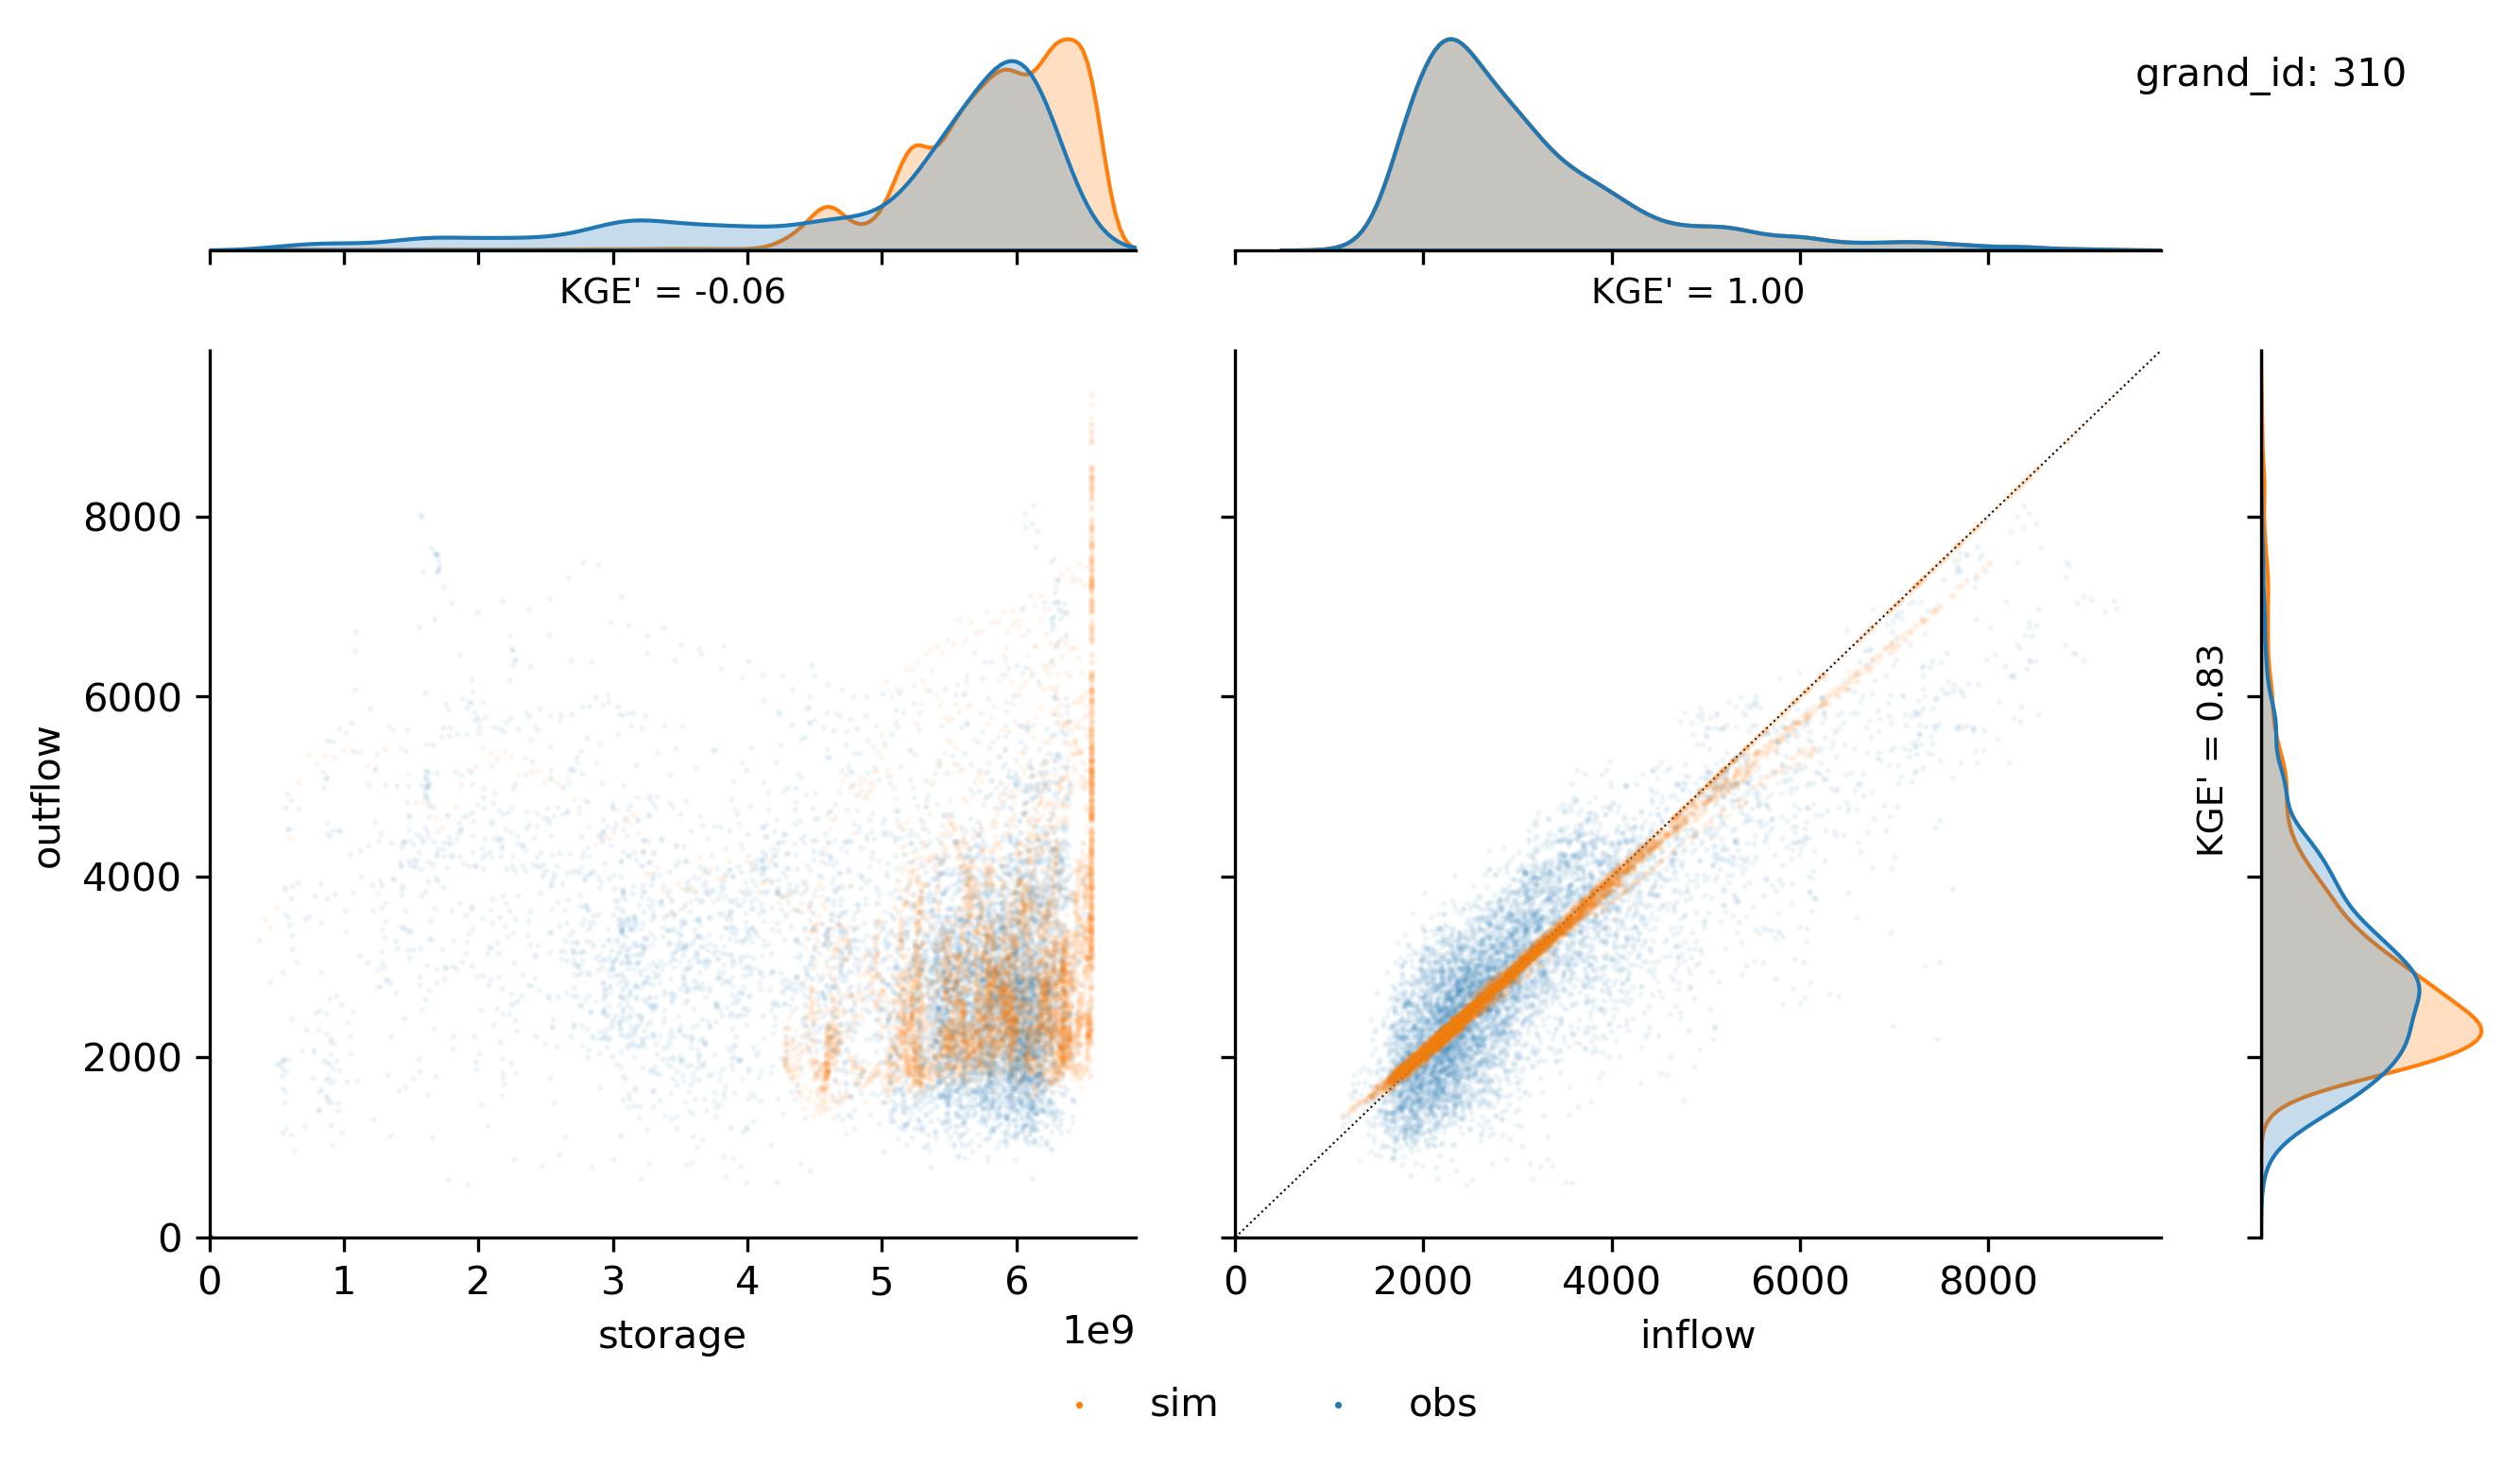 grand_id: 310
KGE' = -0.06
KGE' = 1.00
outflow
8000
6000
4000
2000
0
KGE' = 0.83
0 1 2 3 4 5 6
0 2000 4000 6000 8000
storage
1e9
inflow
sim
obs